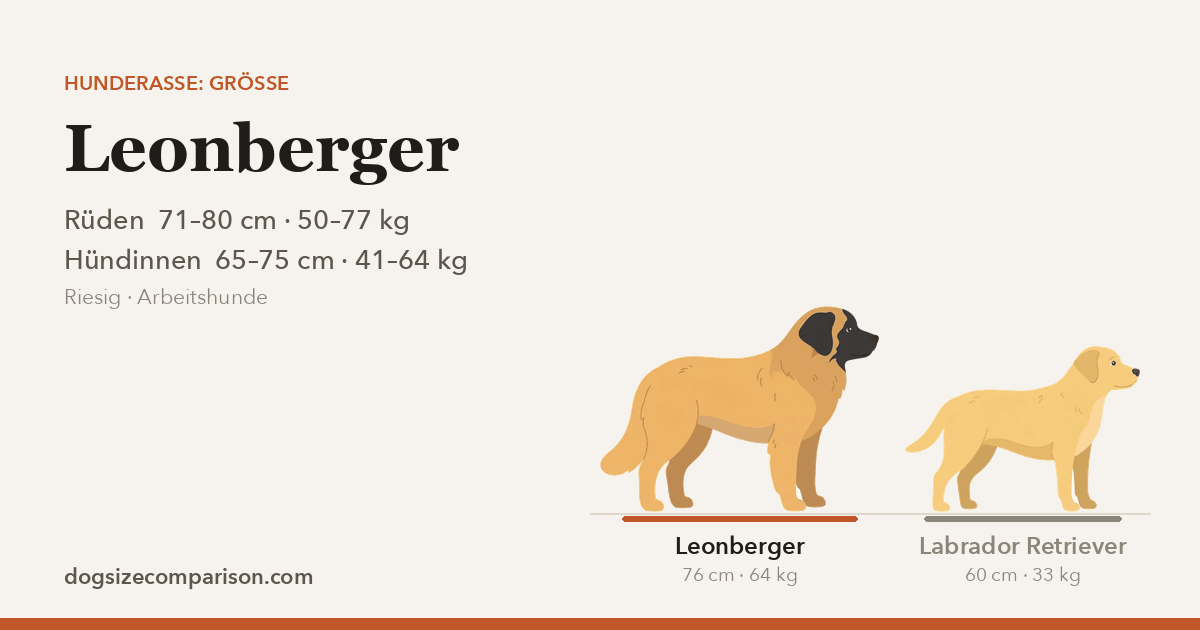 HUNDERASSE: GRÖSSE
Leonberger
Rüden 71–80 cm · 50–77 kg
Hündinnen 65–75 cm · 41–64 kg
Riesig · Arbeitshunde
Leonberger
76 cm · 64 kg
Labrador Retriever
60 cm · 33 kg
dogsizecomparison.com